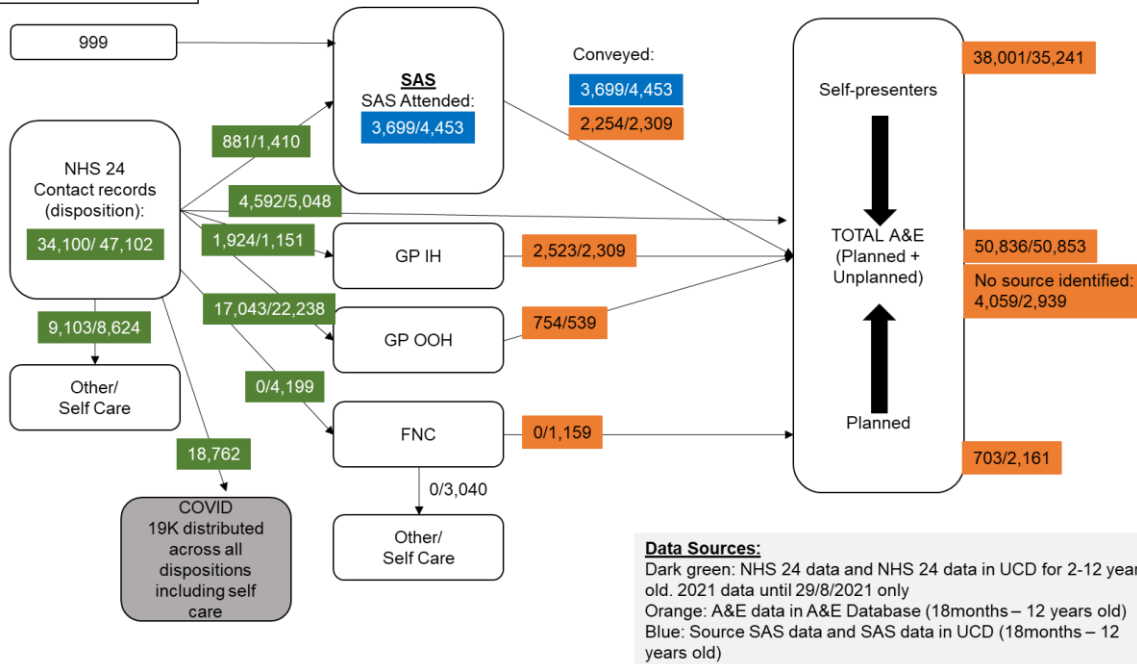 999
SAS
SAS Attended:
3,699/4,453
Conveyed:
3,699/4,453
2,254/2,309
38,001/35,241
Self-presenters
881/1,410
NHS 24
Contact records
(disposition):
34,100/ 47,102
4,592/5,048
1,924/1,151
GP IH
2,523/2,309
TOTAL A&E
(Planned +
Unplanned)
50,836/50,853
No source identified:
4,059/2,939
17,043/22,238
GP OOH
754/539
9,103/8,624
Other/
Self Care
0/4,199
FNC
0/1,159
Planned
703/2,161
18,762
0/3,040
COVID
19K distributed
across all
dispositions
including self
care
Other/
Self Care
Data Sources:
Dark green: NHS 24 data and NHS 24 data in UCD for 2-12 year
old. 2021 data until 29/8/2021 only
Orange: A&E data in A&E Database (18months – 12 years old)
Blue: Source SAS data and SAS data in UCD (18months – 12
years old)